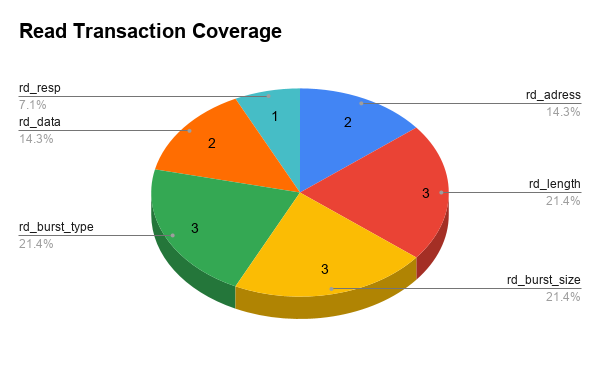 Read Transaction Coverage
rd_resp
7.1%
rd_data
14.3%
rd_burst_type
21.4%
rd_adress
14.3%
rd_length
21.4%
rd_burst_size
21.4%
1
2
2
3
3
3